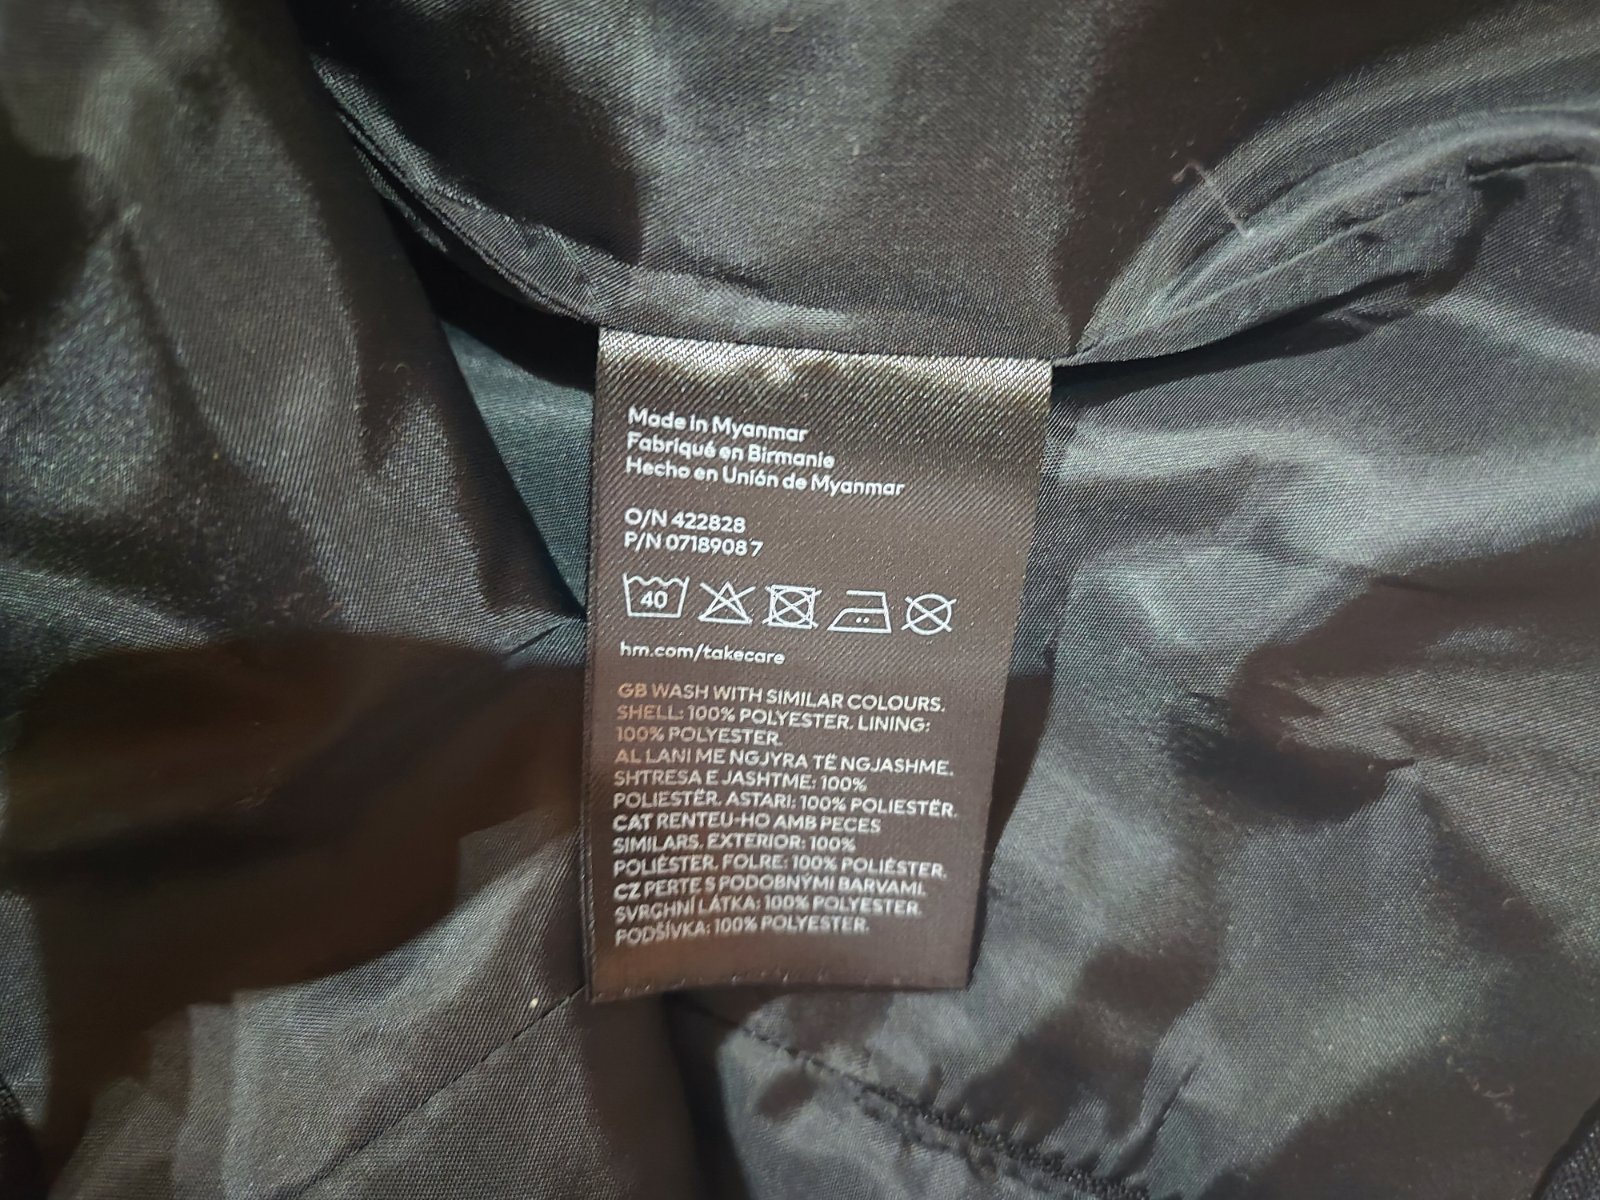 Made in Myanmar
Fabriqué en Birmanie
Hecho en Unión de Myanmar
O/N 422828
P/N 0718908 7
40
hm.com/takecare
GB WASH WITH SIMILAR COLOURS.
SHELL: 100% POLYESTER. LINING:
100% POLYESTER.
AL LANI ME NGJYRA TË NGJASHME.
SHTRESA E JASHTME: 100%
POLIESTËR. ASTARI: 100% POLIESTËR.
CAT RENTEU-HO AMB PECES
SIMILARS. EXTERIOR: 100%
POLIÈSTER. FOLRE: 100% POLIÈSTER.
CZ PERTE S PODOBNÝMI BARVAMI.
SVRCHNÍ LÁTKA: 100% POLYESTER.
PODŠÍVKA: 100% POLYESTER.